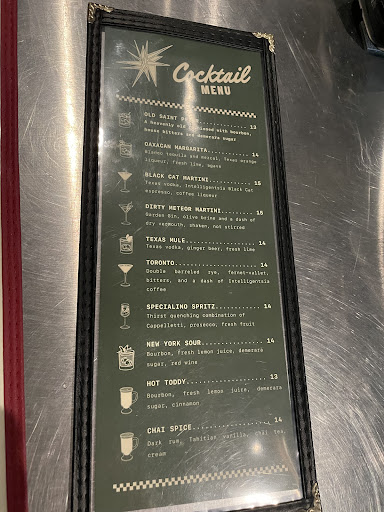 Cocktail
MENU
OLD SAINT 13
A heavenly old with bourbon,
house bitters and demerara sugar
OAXACAN MARGARITA 14
tequila and mezcal, Texas orange
liqueur, fresh lime, agave
BLACK CAT MARTINI 15
Texas vodka, Intelligentsia Black Cat
espresso, coffee liqueur
DIRTY METEOR MARTINI 15
Gin, olive brine and a dash of
dry vermouth, shaken, not stirred
TEXAS MULE 14
Texas vodka, ginger beer, fresh lime
TORONTO 14
Double barreled rye, fernet-vallet,
bitters, and a dash of Intelligentsia
coffee
SPECIALINO SPRITZ 14
Thirst quenching combination of
Cappelletti, prosecco, fresh fruit
NEW YORK SOUR 14
Bourbon, fresh lemon juice, demerara
sugar, red wine
HOT TODDY 13
Bourbon, fresh lemon juice, demerara
sugar, cinnamon
CHAI SPICE 14
Dark rum, Tahitian vanilla, chai tea,
cream